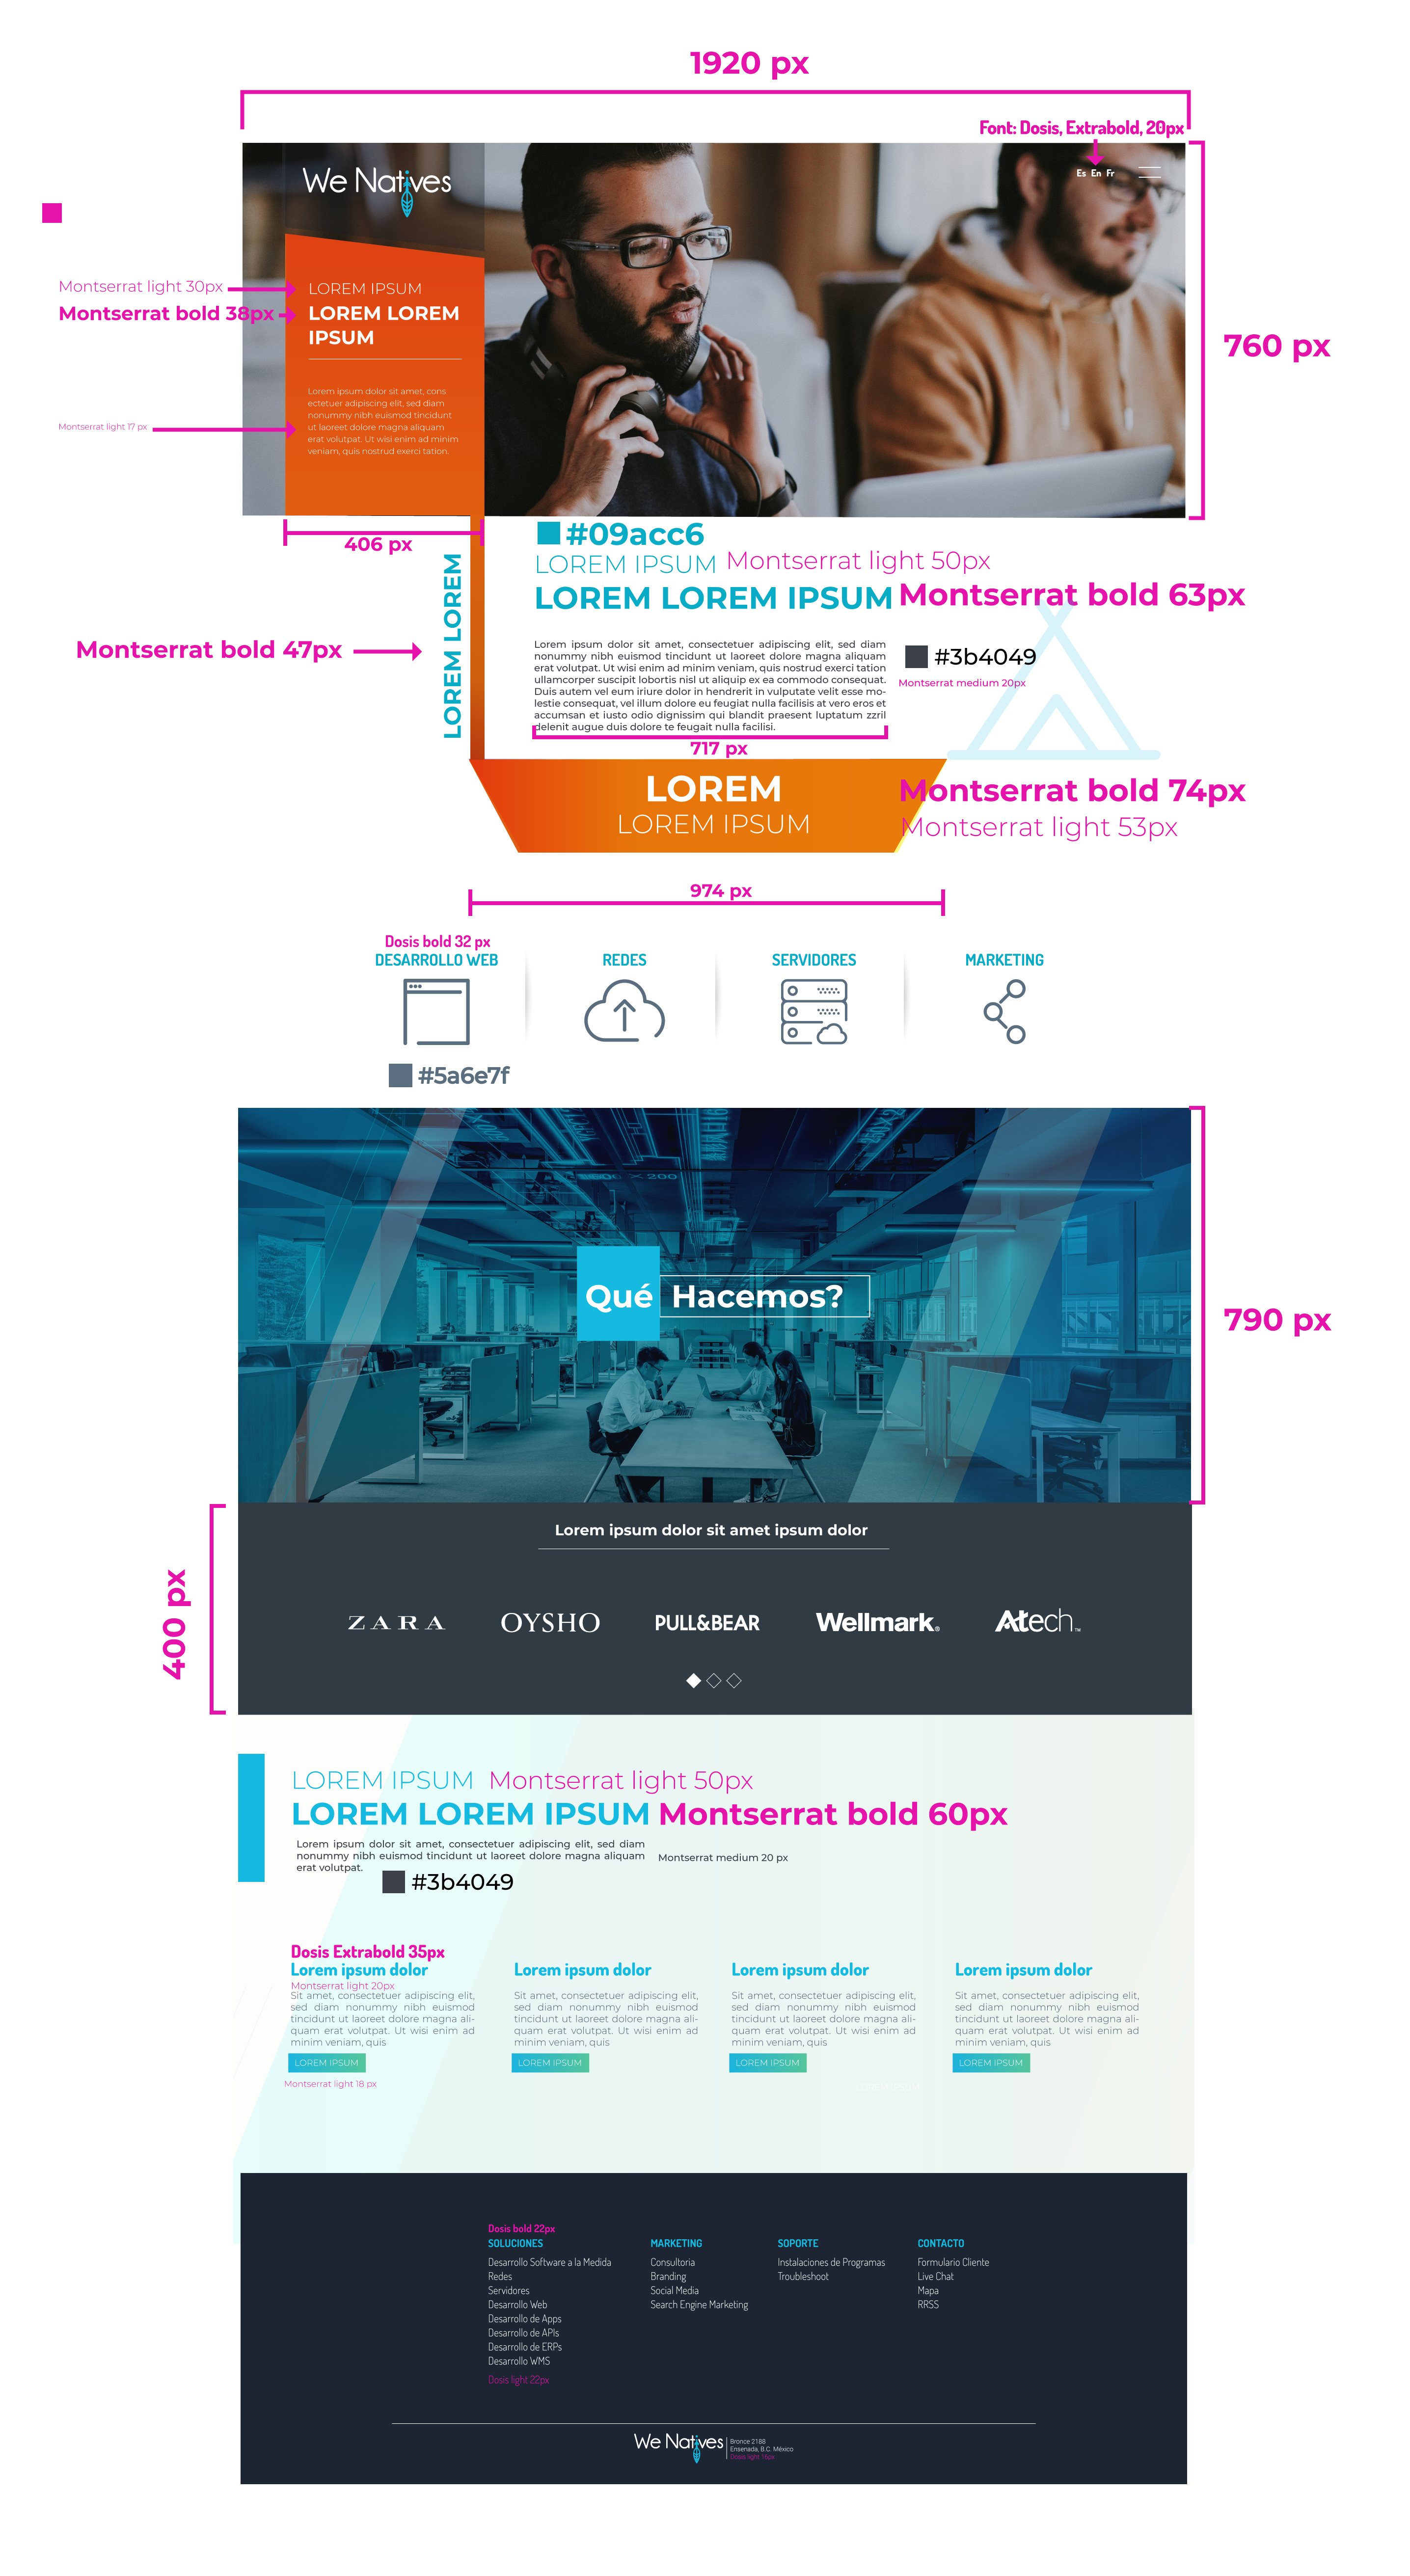 1920 px
Font: Dosis, Extrabold, 20px
We Natives
Es En Fr
Montserrat light 30px
LOREM IPSUM
Montserrat bold 38px
LOREM LOREM
IPSUM
760 px
Lorem ipsum dolor sit amet, cons
ectetuer adipiscing elit, sed diam
nonummy nibh euismod tincidunt
ut laoreet dolore magna aliquam
erat volutpat. Ut wisi enim ad minim
veniam, quis nostrud exerci tation.
Montserrat light 17 px
406 px
#09acc6
LOREM IPSUM Montserrat light 50px
LOREM LOREM IPSUM Montserrat bold 63px
LOREM LOREM
Montserrat bold 47px
Lorem ipsum dolor sit amet, consectetuer adipiscing elit, sed diam
nonummy nibh euismod tincidunt ut laoreet dolore magna aliquam
erat volutpat. Ut wisi enim ad minim veniam, quis nostrud exerci tation
ullamcorper suscipit lobortis nisl ut aliquip ex ea commodo consequat.
Duis autem vel eum iriure dolor in hendrerit in vulputate velit esse mo-
lestie consequat, vel illum dolore eu feugiat nulla facilisis at vero eros et
accumsan et iusto odio dignissim qui blandit praesent luptatum zzril
delenit augue duis dolore te feugait nulla facilisi.
#3b4049
Montserrat medium 20px
717 px
LOREM
LOREM IPSUM
Montserrat bold 74px
Montserrat light 53px
974 px
Dosis bold 32 px
DESARROLLO WEB
REDES
SERVIDORES
MARKETING
#5a6e7f
Qué Hacemos?
790 px
Lorem ipsum dolor sit amet ipsum dolor
400 px
ZARA
OYSHO
PULL&BEAR
Wellmark®
Atech™
LOREM IPSUM Montserrat light 50px
LOREM LOREM IPSUM Montserrat bold 60px
Lorem ipsum dolor sit amet, consectetuer adipiscing elit, sed diam
nonummy nibh euismod tincidunt ut laoreet dolore magna aliquam
erat volutpat.
Montserrat medium 20 px
#3b4049
Dosis Extrabold 35px
Lorem ipsum dolor
Montserrat light 20px
Sit amet, consectetuer adipiscing elit,
sed diam nonummy nibh euismod
tincidunt ut laoreet dolore magna ali-
quam erat volutpat. Ut wisi enim ad
minim veniam, quis
LOREM IPSUM
Montserrat light 18 px
Lorem ipsum dolor
Sit amet, consectetuer adipiscing elit,
sed diam nonummy nibh euismod
tincidunt ut laoreet dolore magna ali-
quam erat volutpat. Ut wisi enim ad
minim veniam, quis
LOREM IPSUM
Lorem ipsum dolor
Sit amet, consectetuer adipiscing elit,
sed diam nonummy nibh euismod
tincidunt ut laoreet dolore magna ali-
quam erat volutpat. Ut wisi enim ad
minim veniam, quis
LOREM IPSUM
Lorem ipsum dolor
Sit amet, consectetuer adipiscing elit,
sed diam nonummy nibh euismod
tincidunt ut laoreet dolore magna ali-
quam erat volutpat. Ut wisi enim ad
minim veniam, quis
LOREM IPSUM
Dosis bold 22px
SOLUCIONES
Desarrollo Software a la Medida
Redes
Servidores
Desarrollo Web
Desarrollo de Apps
Desarrollo de APIs
Desarrollo de ERPs
Desarrollo WMS
Dosis light 22px
MARKETING
Consultoria
Branding
Social Media
Search Engine Marketing
SOPORTE
Instalaciones de Programas
Troubleshoot
CONTACTO
Formulario Cliente
Live Chat
Mapa
RRSS
We Natives
Bronce 2188
Ensenada, B.C. México
Dosis light 16px